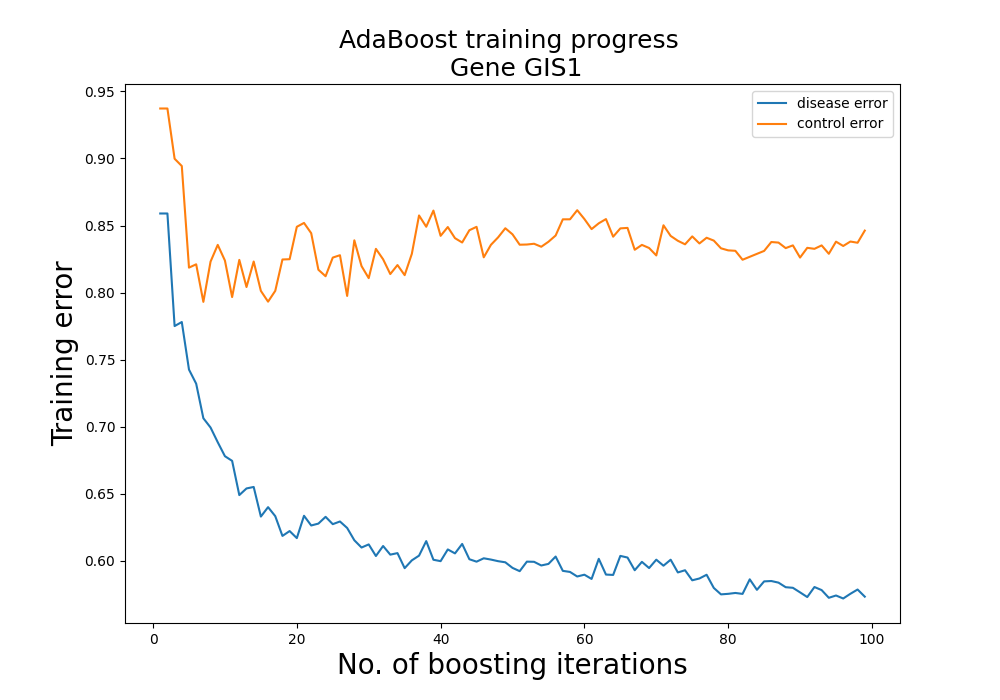 AdaBoost training progress
Gene GIS1
disease error
control error
Training error
0.95
0.90
0.85
0.80
0.75
0.70
0.65
0.60
0
20
40
60
80
100
No. of boosting iterations